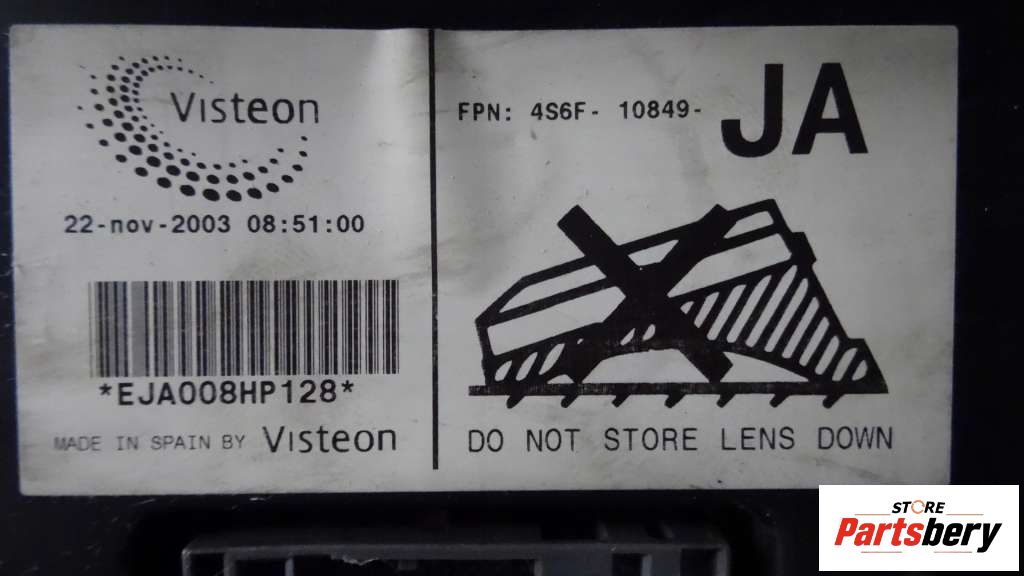 Visteon
22-nov-2003 08:51:00
*EJA008HP128*
MADE IN SPAIN BY Visteon
FPN: 4S6F- 10849- JA
DO NOT STORE LENS DOWN
STORE
Partsbery